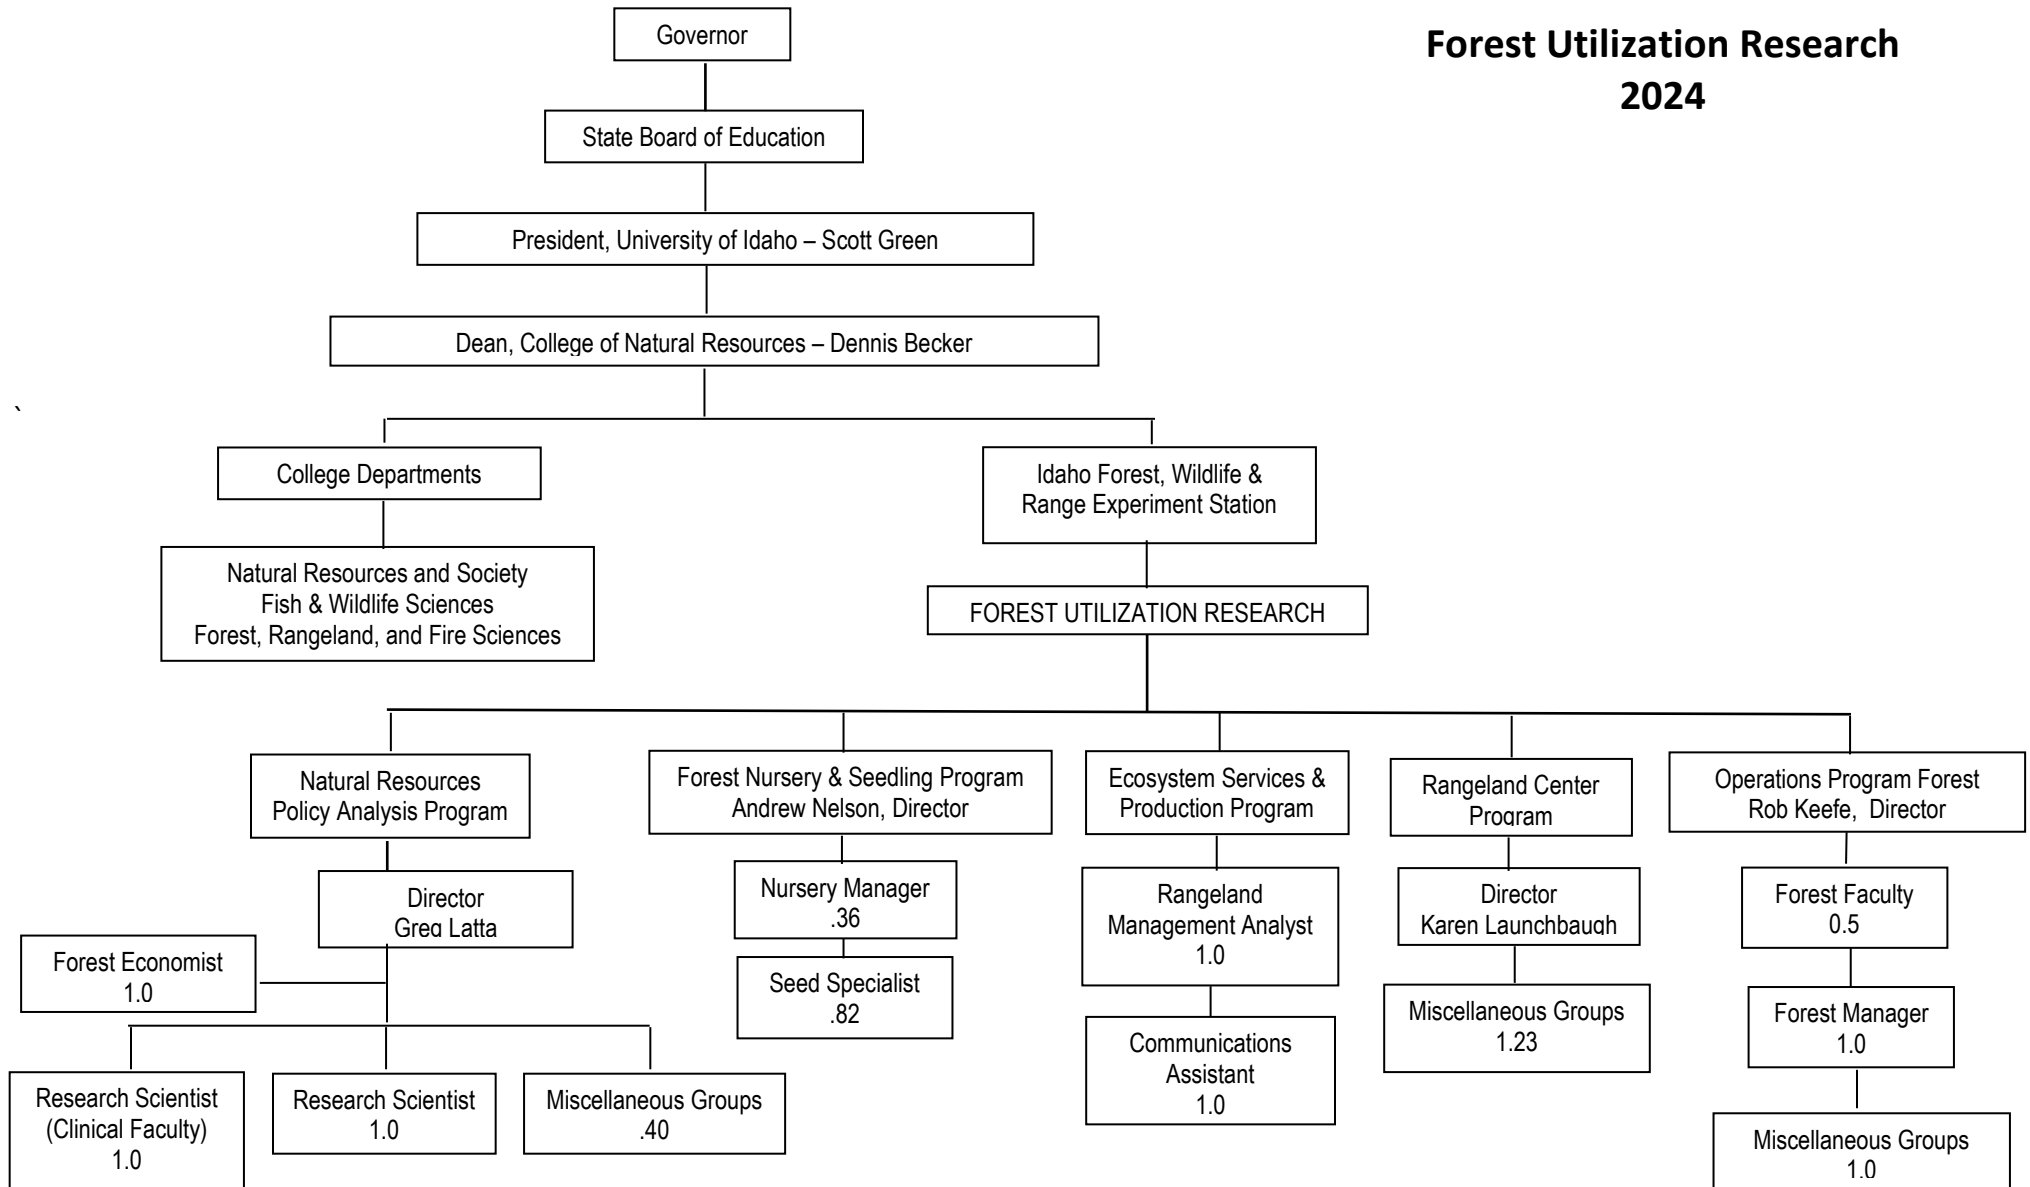 Forest Utilization Research
2024
Governor
State Board of Education
President, University of Idaho – Scott Green
Dean, College of Natural Resources – Dennis Becker
`
College Departments
Idaho Forest, Wildlife &
Range Experiment Station
Natural Resources and Society
Fish & Wildlife Sciences
Forest, Rangeland, and Fire Sciences
FOREST UTILIZATION RESEARCH
Natural Resources
Policy Analysis Program
Forest Nursery & Seedling Program
Andrew Nelson, Director
Ecosystem Services &
Production Program
Rangeland Center
Program
Operations Program Forest
Rob Keefe, Director
Director
Greg Latta
Nursery Manager
.36
Rangeland
Management Analyst
1.0
Director
Karen Launchbaugh
Forest Faculty
0.5
Forest Economist
1.0
Seed Specialist
.82
Communications
Assistant
1.0
Miscellaneous Groups
1.23
Forest Manager
1.0
Research Scientist
(Clinical Faculty)
1.0
Research Scientist
1.0
Miscellaneous Groups
.40
Miscellaneous Groups
1.0